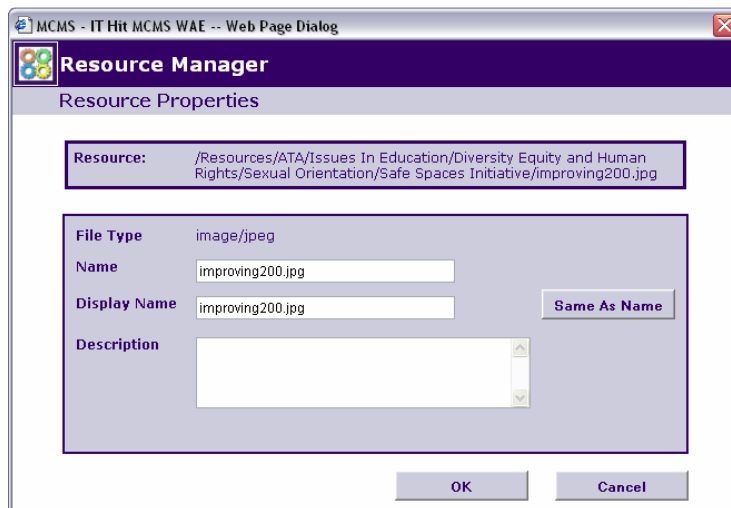 MCMS - IT Hit MCMS WAE -- Web Page Dialog
Resource Manager
Resource Properties
Resource: /Resources/ATA/Issues In Education/Diversity Equity and Human
Rights/Sexual Orientation/Safe Spaces Initiative/improving200.jpg
File Type image/jpeg
Name improving200.jpg
Display Name improving200.jpg Same As Name
Description
OK Cancel